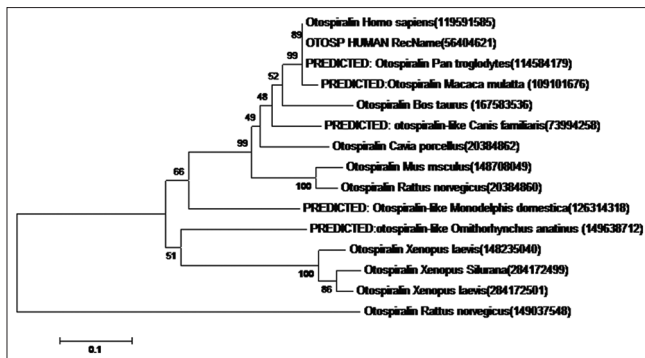 Otospiralin Homo sapiens(119591585)
89
OTOSP HUMAN RecName(56404621)
99
PREDICTED: Otospiralin Pan troglodytes(114584179)
52
PREDICTED:Otospiralin Macaca mulatta (109101676)
48
Otospiralin Bos taurus (167583536)
49
PREDICTED: otospiralin-like Canis familiaris(73994258)
99
Otospiralin Cavia porcellus(20384862)
66
Otospiralin Mus msculus(148708049)
100
Otospiralin Rattus norvegicus(20384860)
PREDICTED: Otospiralin-like Monodelphis domestica(126314318)
PREDICTED:otospiralin-like Ornithorhynchus anatinus (149638712)
51
Otospiralin Xenopus laevis(148235040)
100
Otospiralin Xenopus Silurana(284172499)
86
Otospiralin Xenopus laevis(284172501)
Otospiralin Rattus norvegicus(149037548)
0.1